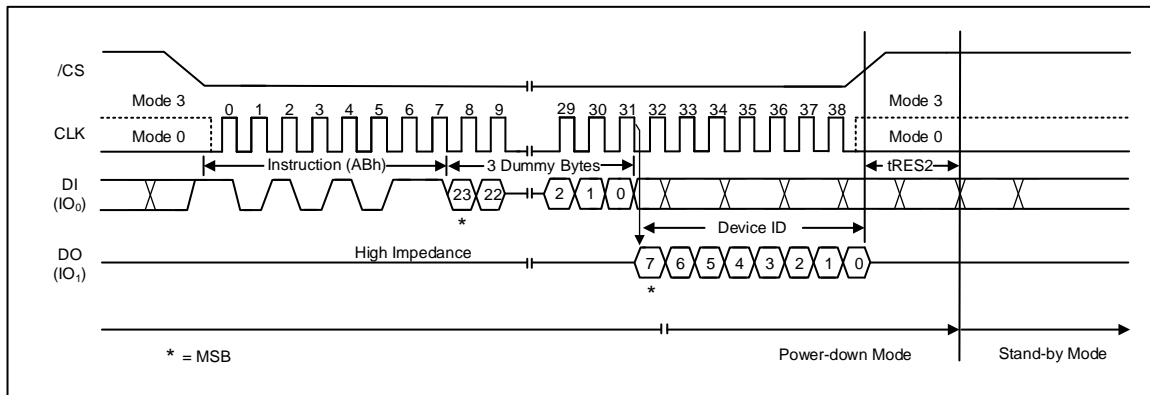 /CS
Mode 3
Mode 0
CLK
0 1 2 3 4 5 6 7 8 9 29 30 31 32 33 34 35 36 37 38
Mode 3
Mode 0
Instruction (ABh)
3 Dummy Bytes
tRES2
DI
(IO0)
23 22 2 1 0
*
Device ID
DO
(IO1)
High Impedance
7 6 5 4 3 2 1 0
*
* = MSB
Power-down Mode
Stand-by Mode